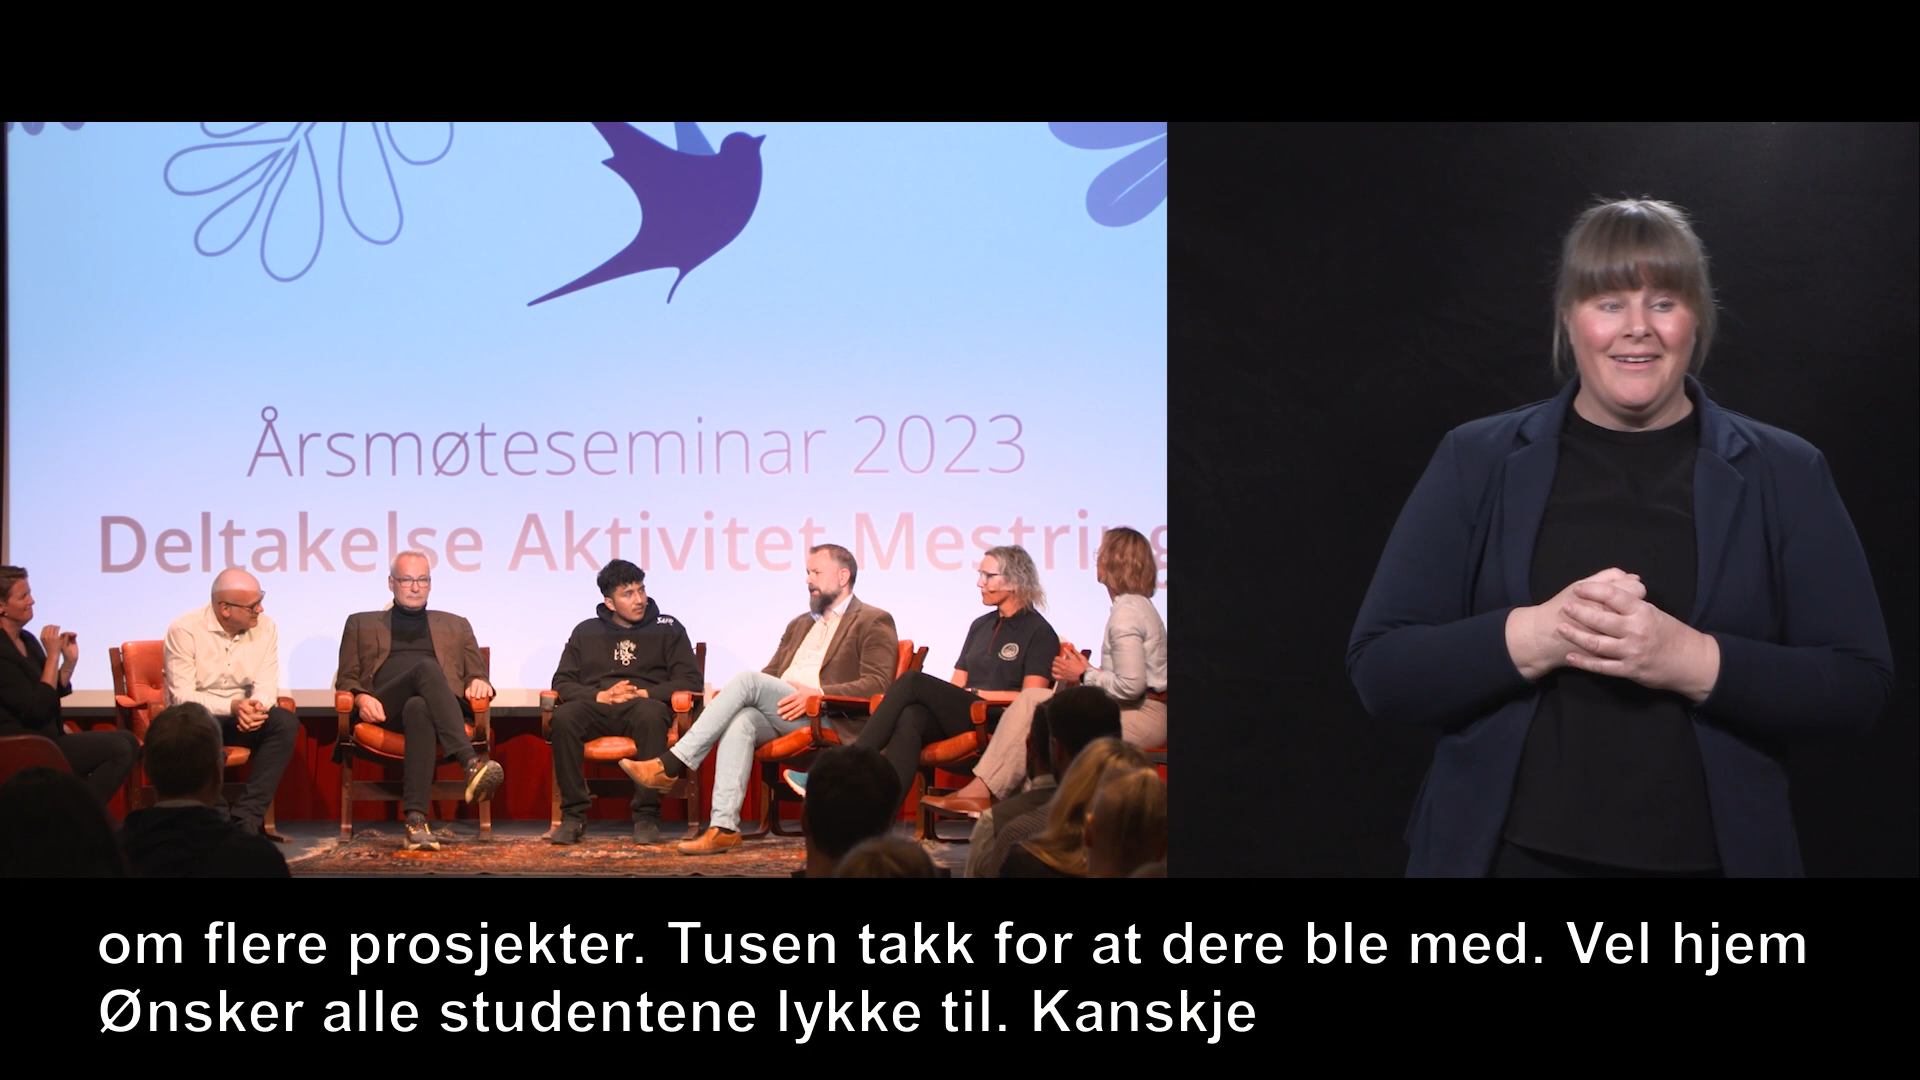 Årsmøteseminar 2023
Deltakelse Aktivitet Mestring
om flere prosjekter. Tusen takk for at dere ble med. Vel hjem
Ønsker alle studentene lykke til. Kanskje